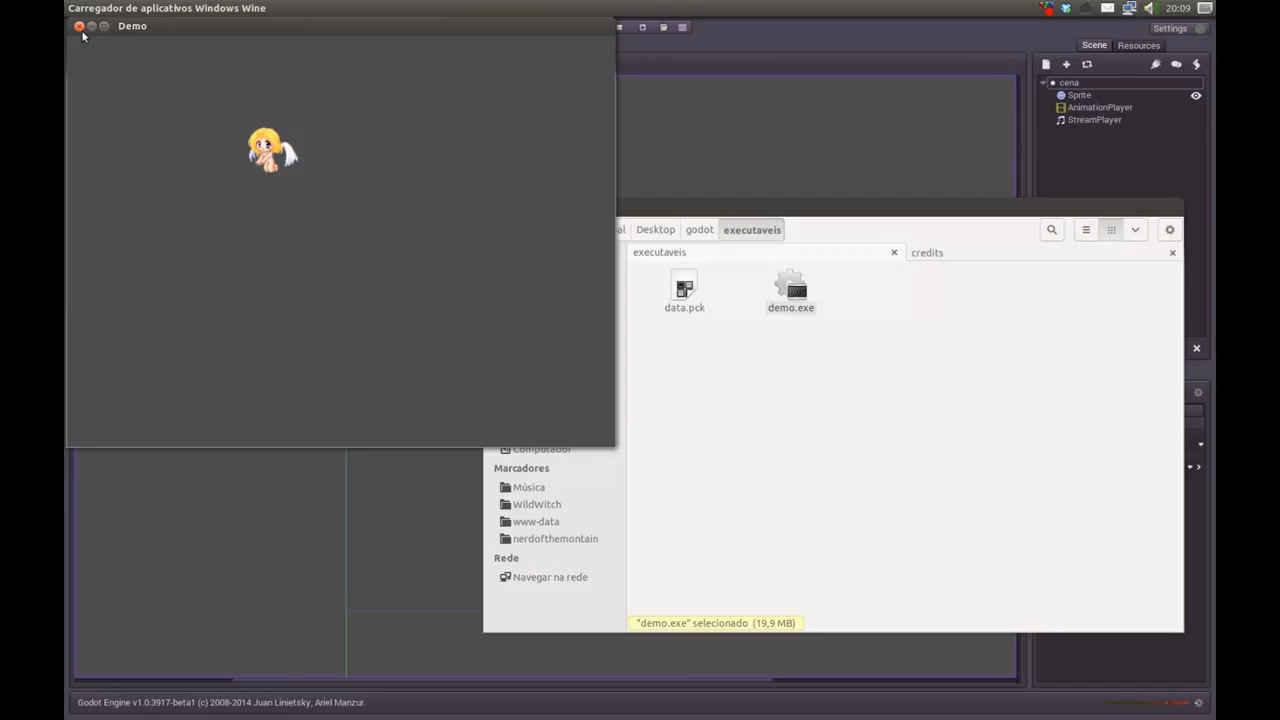 Carregador de aplicativos Windows Wine
20:09
Demo
Settings
Scene
Resources
cena
Sprite
AnimationPlayer
StreamPlayer
Desktop
godot
executaveis
executaveis
credits
data.pck
demo.exe
Computador
Marcadores
Música
WildWitch
www-data
nerdofthemontain
Rede
Navegar na rede
"demo.exe" selecionado (19,9 MB)
Godot Engine v1.0.3917-beta1 (c) 2008-2014 Juan Linietsky, Ariel Manzur.